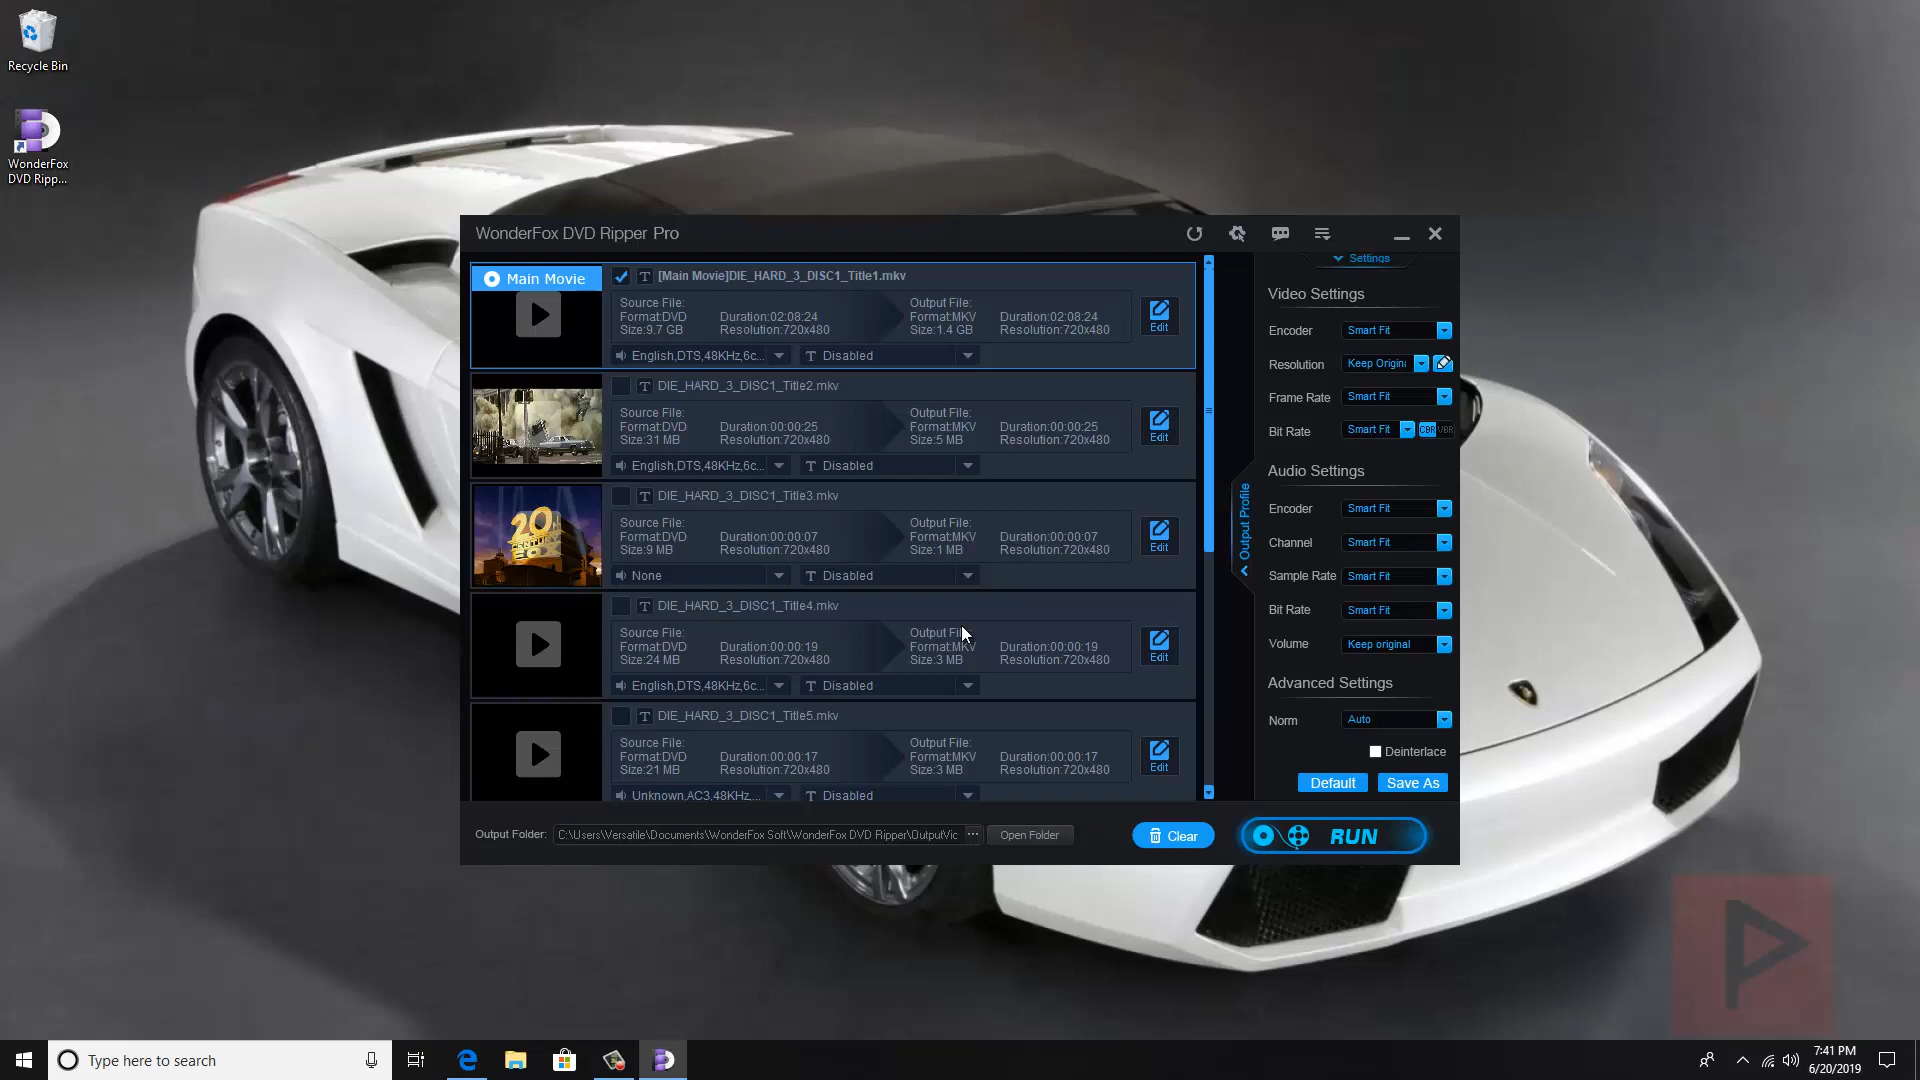 Recycle Bin
WonderFox
DVD Ripp...
WonderFox DVD Ripper Pro
Main Movie
[Main Movie]DIE_HARD_3_DISC1_Title1.mkv
Source File:
Format:DVD Duration:02:08:24
Size:9.7 GB Resolution:720x480
Output File:
Format:MKV Duration:02:08:24
Size:1.4 GB Resolution:720x480
Edit
English,DTS,48KHz,6c... T Disabled
T DIE_HARD_3_DISC1_Title2.mkv
Source File:
Format:DVD Duration:00:00:25
Size:31 MB Resolution:720x480
Output File:
Format:MKV Duration:00:00:25
Size:5 MB Resolution:720x480
Edit
English,DTS,48KHz,6c... T Disabled
20
CENTURY
FOX
T DIE_HARD_3_DISC1_Title3.mkv
Source File:
Format:DVD Duration:00:00:07
Size:9 MB Resolution:720x480
Output File:
Format:MKV Duration:00:00:07
Size:1 MB Resolution:720x480
Edit
None T Disabled
T DIE_HARD_3_DISC1_Title4.mkv
Source File:
Format:DVD Duration:00:00:19
Size:24 MB Resolution:720x480
Output
Format:MKV Duration:00:00:19
Size:3 MB Resolution:720x480
Edit
English,DTS,48KHz,6c... T Disabled
T DIE_HARD_3_DISC1_Title5.mkv
Source File:
Format:DVD Duration:00:00:17
Size:21 MB Resolution:720x480
Output File:
Format:MKV Duration:00:00:17
Size:3 MB Resolution:720x480
Edit
Unknown,AC3,48KHz,... T Disabled
Output Profile
Settings
Video Settings
Encoder Smart Fit
Resolution Keep Origin
Frame Rate Smart Fit
Bit Rate Smart Fit CBR VBR
Audio Settings
Encoder Smart Fit
Channel Smart Fit
Sample Rate Smart Fit
Bit Rate Smart Fit
Volume Keep original
Advanced Settings
Norm Auto
Deinterlace
Default Save As
Output Folder: C:\Users\Versatile\Documents\WonderFox Soft\WonderFox DVD Ripper\OutputVic ... Open Folder
Clear
RUN
Type here to search
7:41 PM
6/20/2019